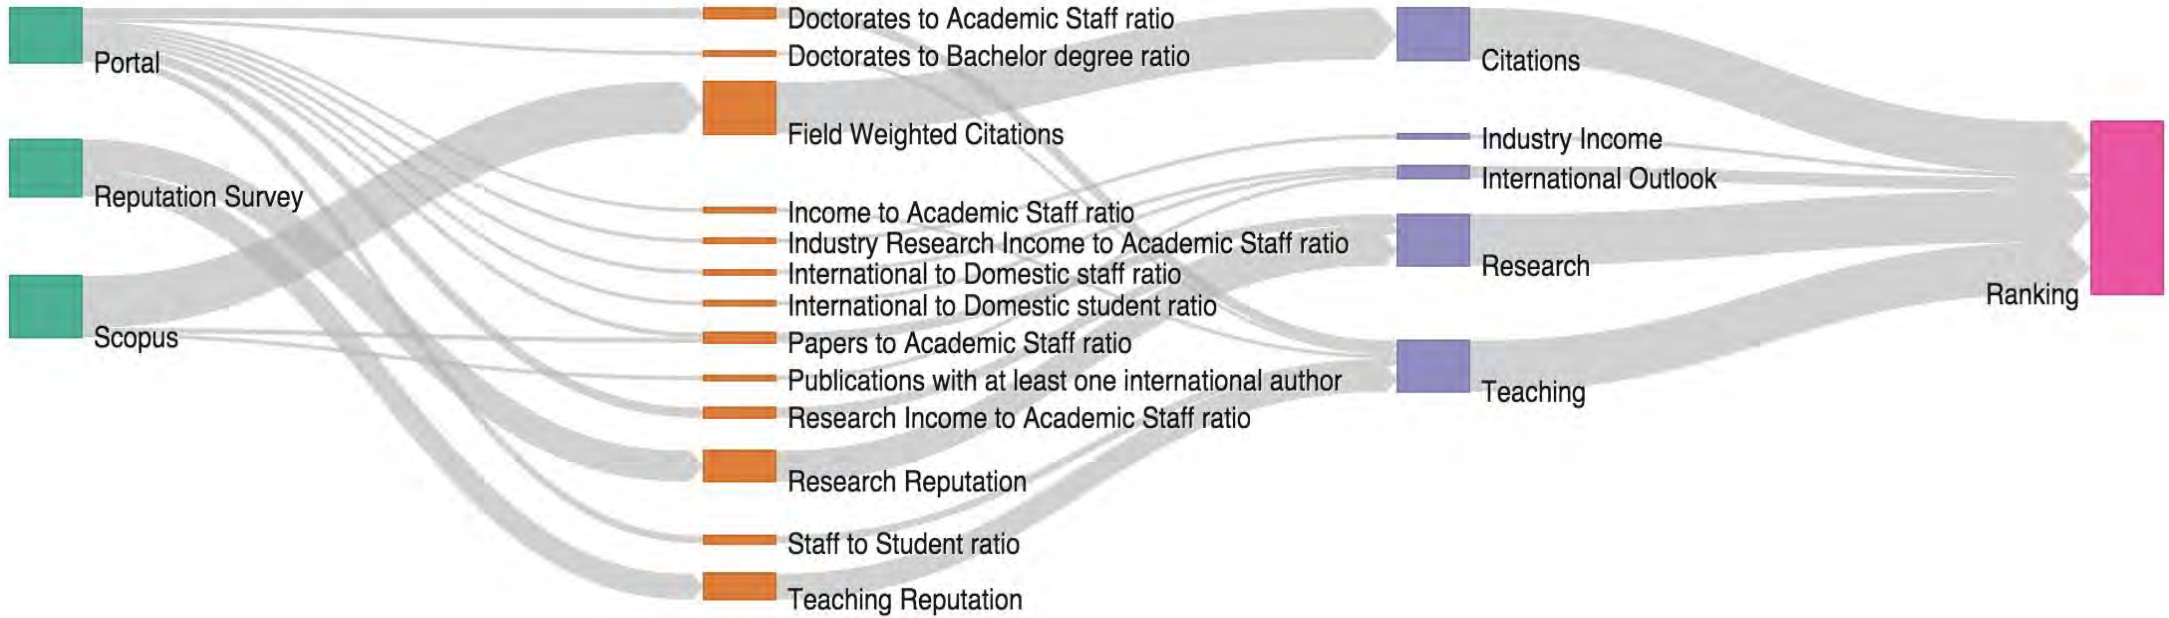 Portal
Reputation Survey
Scopus
Doctorates to Academic Staff ratio
Doctorates to Bachelor degree ratio
Field Weighted Citations
Income to Academic Staff ratio
Industry Research Income to Academic Staff ratio
International to Domestic staff ratio
International to Domestic student ratio
Papers to Academic Staff ratio
Publications with at least one international author
Research Income to Academic Staff ratio
Research Reputation
Staff to Student ratio
Teaching Reputation
Citations
Industry Income
International Outlook
Research
Teaching
Ranking